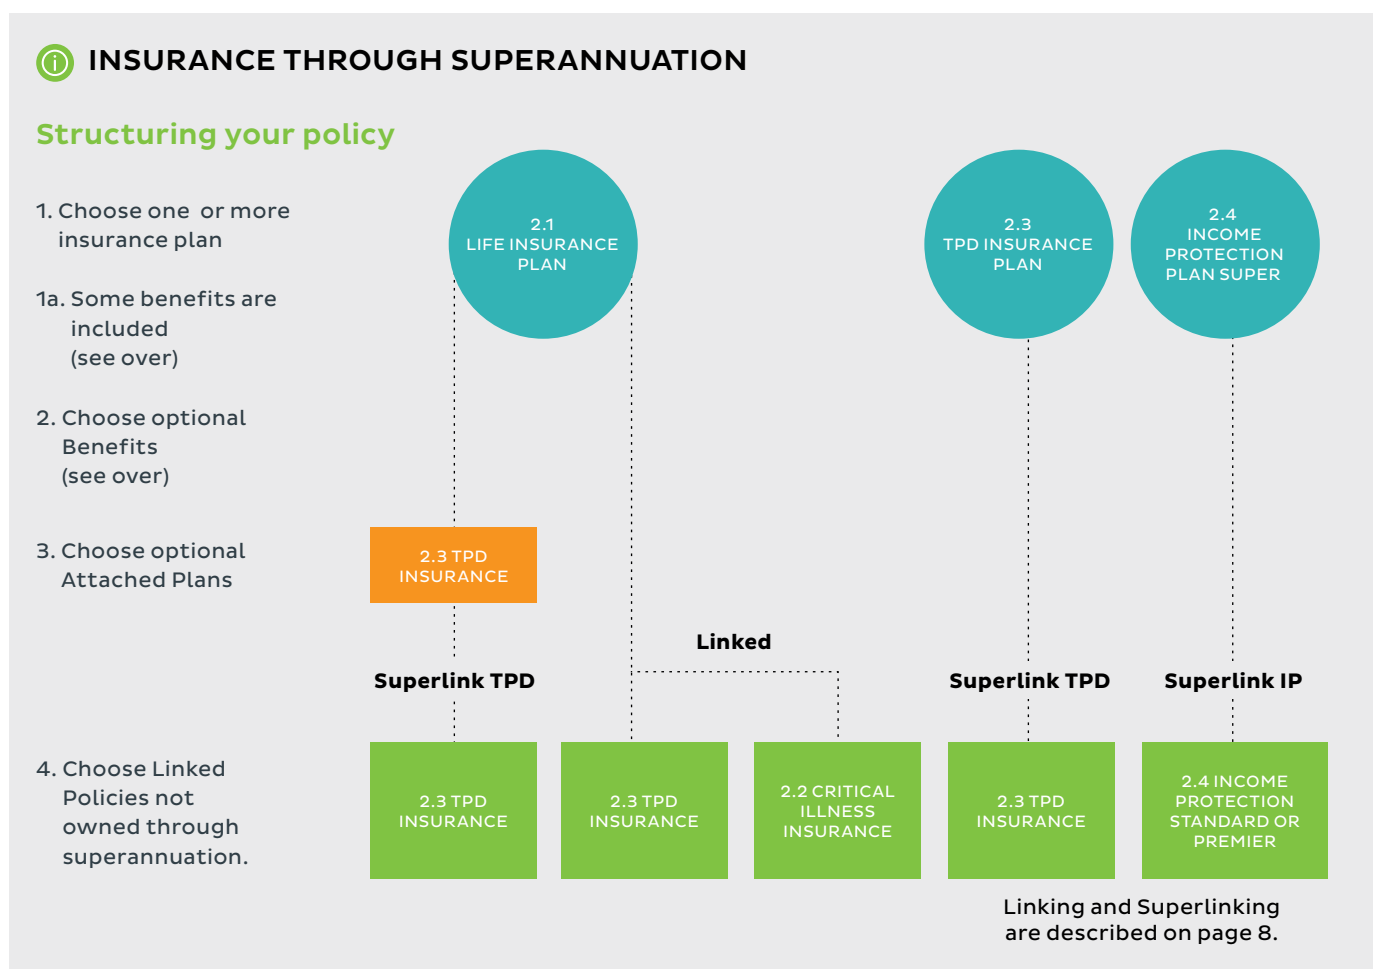 INSURANCE THROUGH SUPERANNUATION
Structuring your policy
1. Choose one or more
insurance plan
1a. Some benefits are
included
(see over)
2. Choose optional
Benefits
(see over)
3. Choose optional
Attached Plans
4. Choose Linked
Policies not
owned through
superannuation.
2.1
LIFE INSURANCE
PLAN
2.3
TPD INSURANCE
PLAN
2.4
INCOME
PROTECTION
PLAN SUPER
2.3 TPD
INSURANCE
Linked
Superlink TPD
Superlink TPD
Superlink IP
2.3 TPD
INSURANCE
2.3 TPD
INSURANCE
2.2 CRITICAL
ILLNESS
INSURANCE
2.3 TPD
INSURANCE
2.4 INCOME
PROTECTION
STANDARD OR
PREMIER
Linking and Superlinking
are described on page 8.